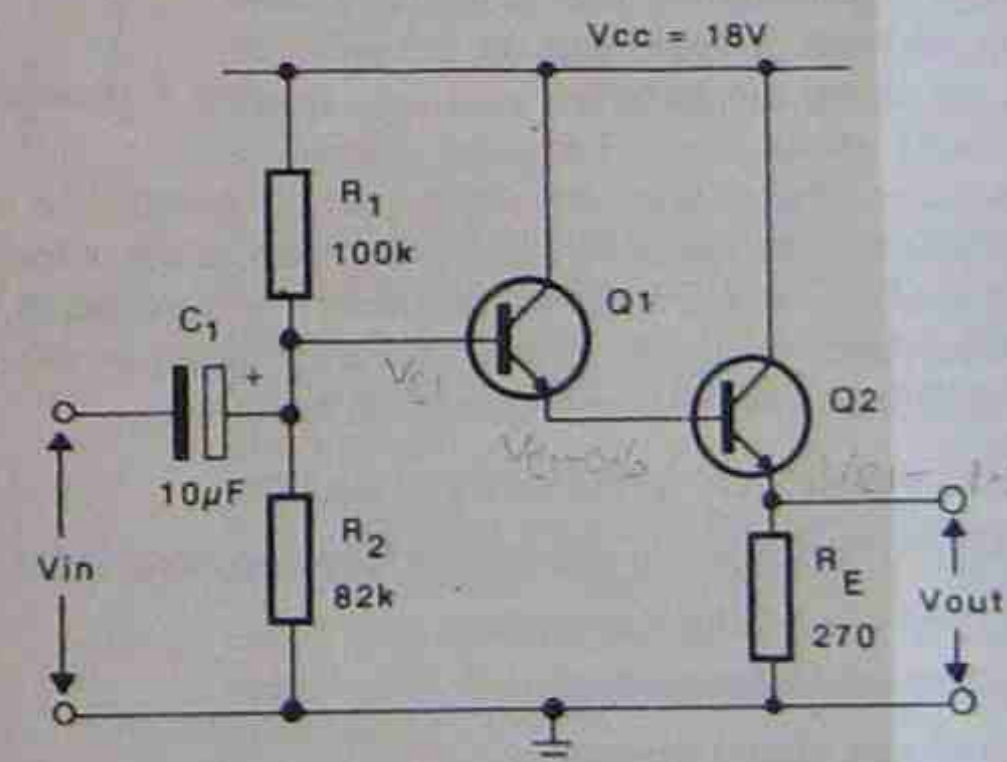 Vcc = 18V
R1
100k
Q1
C1
+
Q2
10µF
R2
82k
Vin
RE
270
Vout